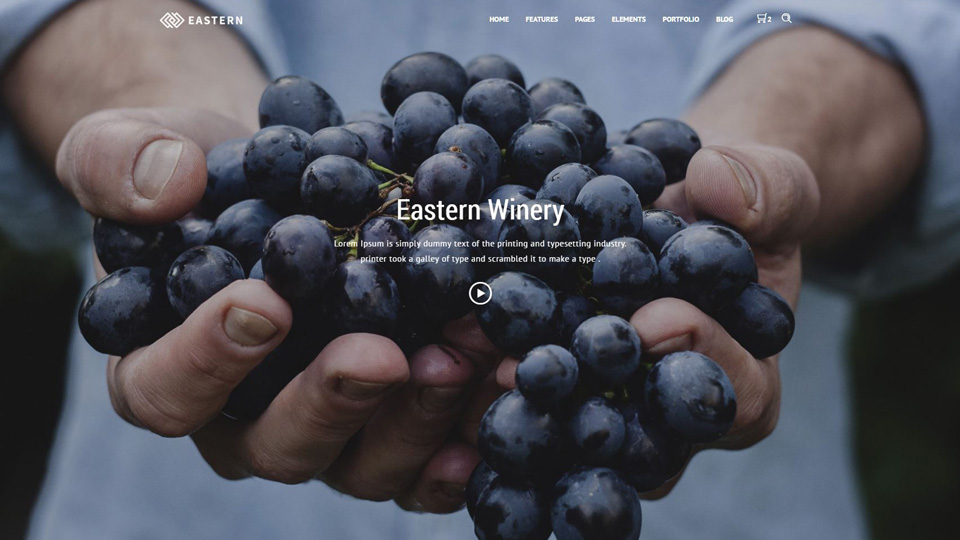 EASTERN
HOME FEATURES PAGES ELEMENTS PORTFOLIO BLOG 2
Eastern Winery
Lorem Ipsum is simply dummy text of the printing and typesetting industry.
printer took a galley of type and scrambled it to make a type .